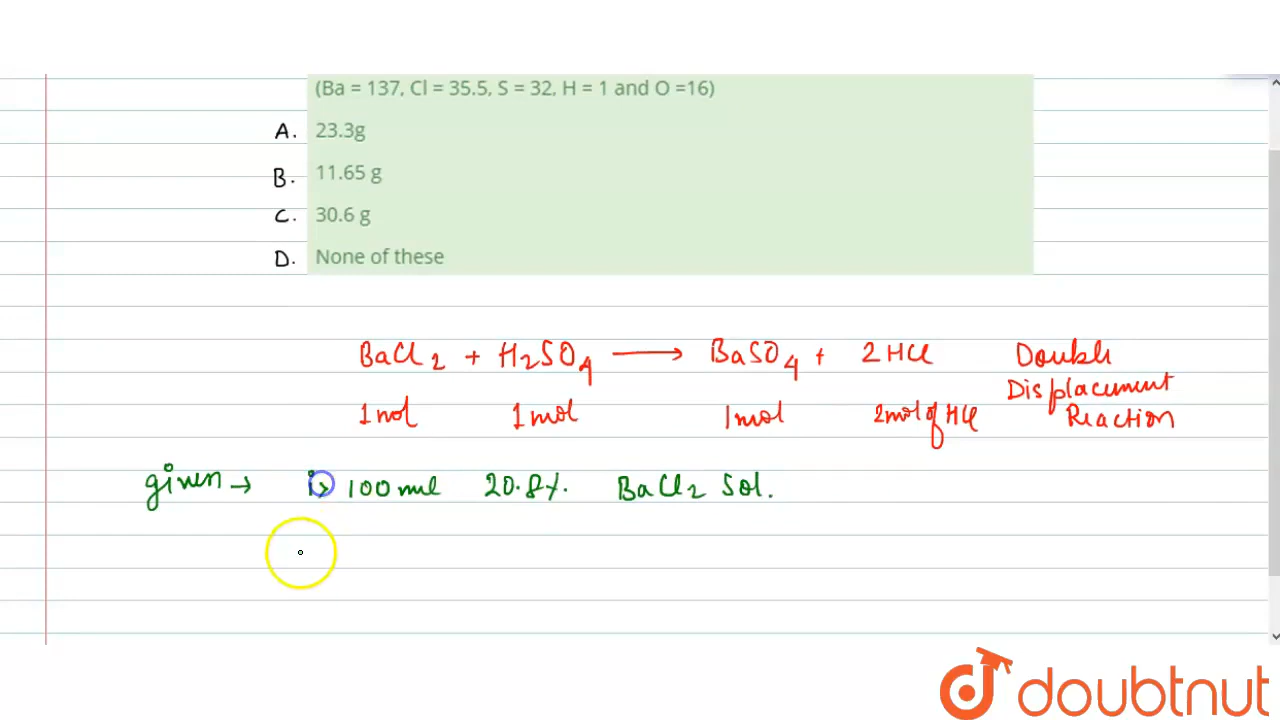 (Ba = 137, Cl = 35.5, S = 32, H = 1 and O =16)
A. 23.3g
B. 11.65 g
C. 30.6 g
D. None of these
BaCl2 + H2SO4 → BaSO4 + 2HCl Double
Displacement
1mol 1mol 1mol 2mol of HCl Reaction
given → i> 100 ml 20.8%. BaCl2 Sol.
doubtnut